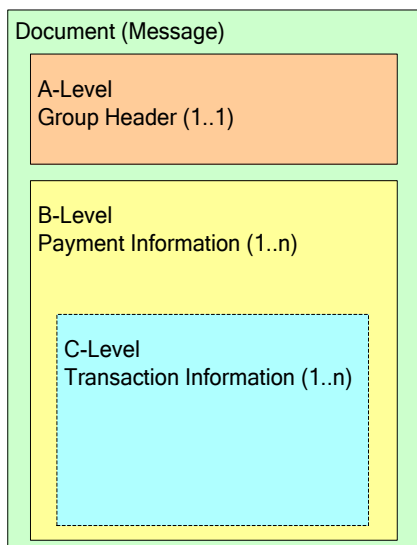 Document (Message)
A-Level
Group Header (1..1)
B-Level
Payment Information (1..n)
C-Level
Transaction Information (1..n)